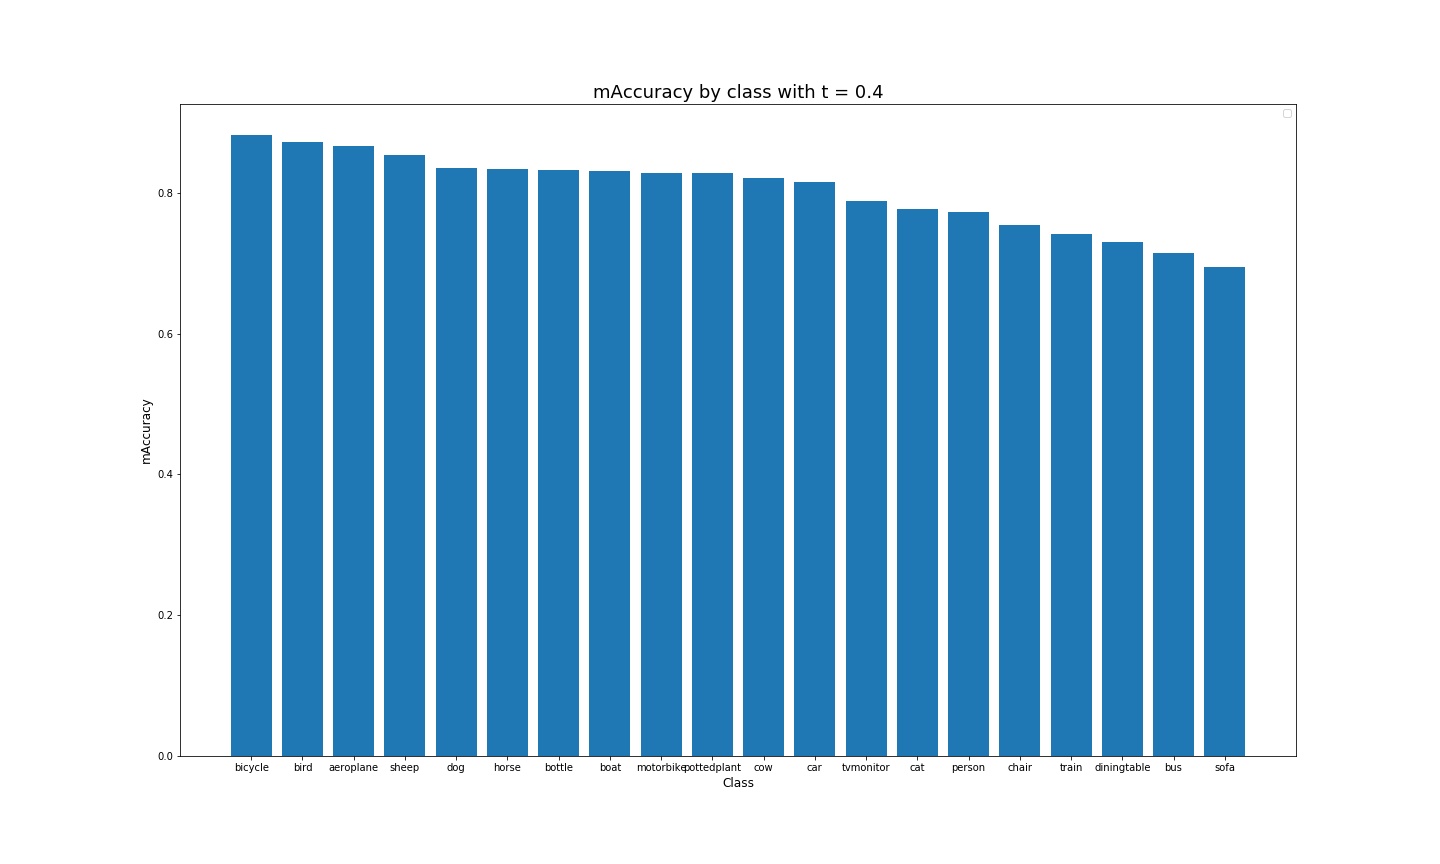 mAccuracy by class with t = 0.4
0.8
0.6
mAccuracy
0.4
0.2
0.0
bicycle bird aeroplane sheep dog horse bottle boat motorbike pottedplant cow car tvmonitor cat person chair train diningtable bus sofa
Class